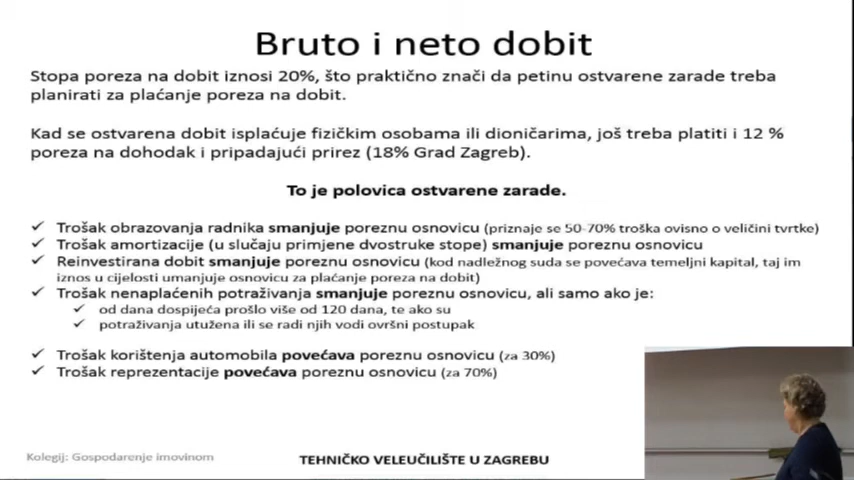 Bruto i neto dobit
Stopa poreza na dobit iznosi 20%, što praktično znači da petinu ostvarene zarade treba
planirati za plaćanje poreza na dobit.
Kad se ostvarena dobit isplaćuje fizičkim osobama ili dioničarima, još treba platiti i 12 %
poreza na dohodak i pripadajući prirez (18% Grad Zagreb).
To je polovica ostvarene zarade.
✓ Trošak obrazovanja radnika smanjuje poreznu osnovicu (priznaje se 50-70% troška ovisno o veličini tvrtke)
✓ Trošak amortizacije (u slučaju primjene dvostruke stope) smanjuje poreznu osnovicu
✓ Reinvestirana dobit smanjuje poreznu osnovicu (kod nadležnog suda se povećava temeljni kapital, taj im
iznos u cijelosti umanjuje osnovicu za plaćanje poreza na dobit)
✓ Trošak nenaplaćenih potraživanja smanjuje poreznu osnovicu, ali samo ako je:
✓ od dana dospijeća prošlo više od 120 dana, te ako su
✓ potraživanja utužena ili se radi njih vodi ovršni postupak
✓ Trošak korištenja automobila povećava poreznu osnovicu (za 30%)
✓ Trošak reprezentacije povećava poreznu osnovicu (za 70%)
Kolegij: Gospodarenje imovinom
TEHNIČKO VELEUČILIŠTE U ZAGREBU